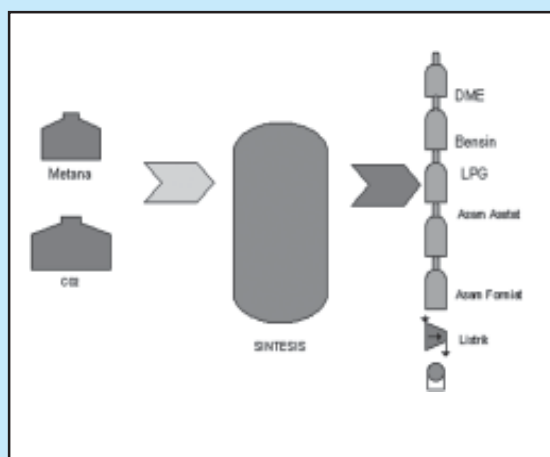 Metana
CO2
SINTESIS
DME
Bensin
LPG
Asam Asetat
Asam Formiat
Listrik